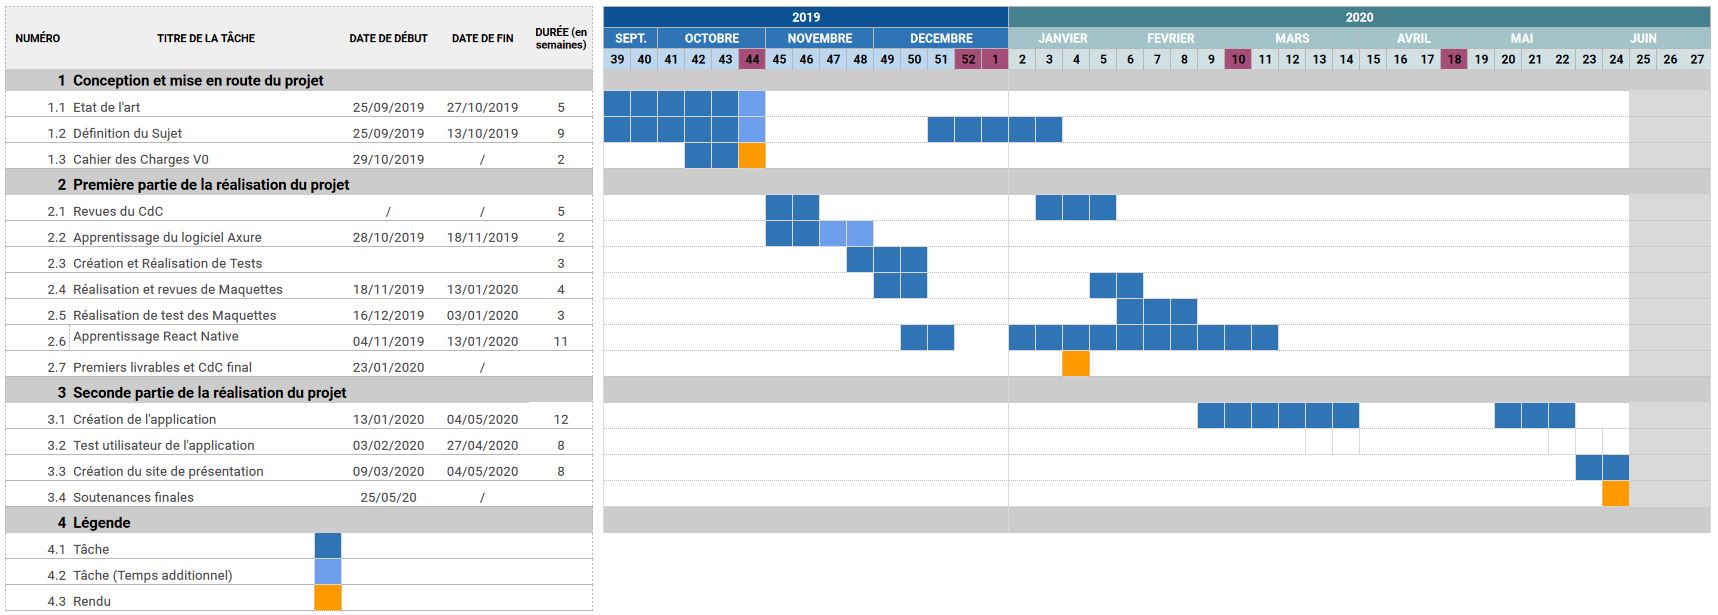 2019 2020
NUMÉRO TITRE DE LA TÂCHE DATE DE DÉBUT DATE DE FIN DURÉE (en semaines) SEPT. OCTOBRE NOVEMBRE DECEMBRE JANVIER FEVRIER MARS AVRIL MAI JUIN
39 40 41 42 43 44 45 46 47 48 49 50 51 52 1 2 3 4 5 6 7 8 9 10 11 12 13 14 15 16 17 18 19 20 21 22 23 24 25 26 27
1 Conception et mise en route du projet
1.1 Etat de l'art 25/09/2019 27/10/2019 5
1.2 Définition du Sujet 25/09/2019 13/10/2019 9
1.3 Cahier des Charges V0 29/10/2019 / 2
2 Première partie de la réalisation du projet
2.1 Revues du CdC / / 5
2.2 Apprentissage du logiciel Axure 28/10/2019 18/11/2019 2
2.3 Création et Réalisation de Tests 3
2.4 Réalisation et revues de Maquettes 18/11/2019 13/01/2020 4
2.5 Réalisation de test des Maquettes 16/12/2019 03/01/2020 3
2.6 Apprentissage React Native 04/11/2019 13/01/2020 11
2.7 Premiers livrables et CdC final 23/01/2020 /
3 Seconde partie de la réalisation du projet
3.1 Création de l'application 13/01/2020 04/05/2020 12
3.2 Test utilisateur de l'application 03/02/2020 27/04/2020 8
3.3 Création du site de présentation 09/03/2020 04/05/2020 8
3.4 Soutenances finales 25/05/20 /
4 Légende
4.1 Tâche
4.2 Tâche (Temps additionnel)
4.3 Rendu